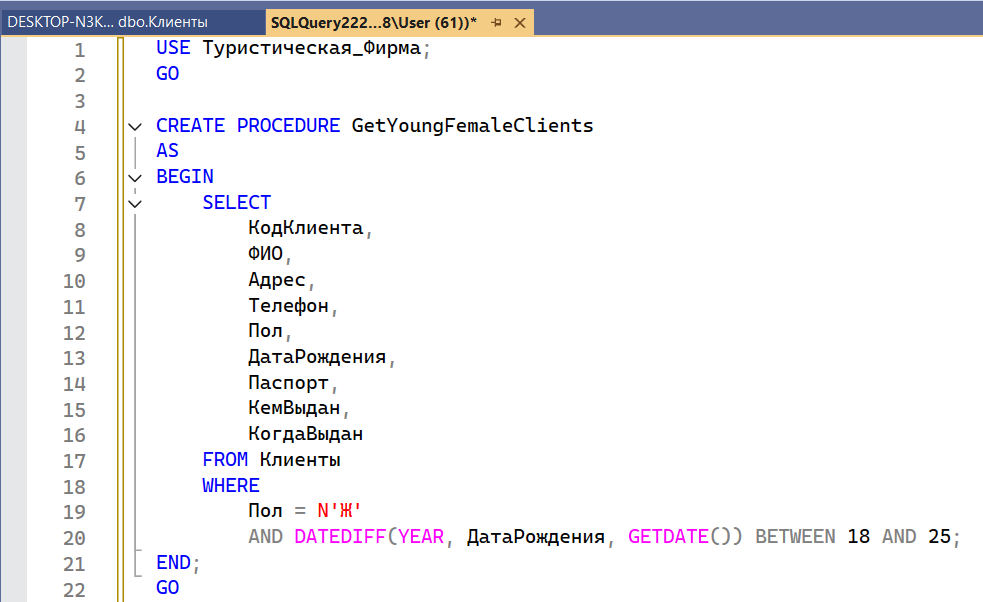 DESKTOP-N3K... dbo.Клиенты
SQLQuery222...8\User (61))*
1 USE Туристическая_Фирма;
2 GO
3
4 CREATE PROCEDURE GetYoungFemaleClients
5 AS
6 BEGIN
7 SELECT
8 КодКлиента,
9 ФИО,
10 Адрес,
11 Телефон,
12 Пол,
13 ДатаРождения,
14 Паспорт,
15 КемВыдан,
16 КогдаВыдан
17 FROM Клиенты
18 WHERE
19 Пол = N'Ж'
20 AND DATEDIFF(YEAR, ДатаРождения, GETDATE()) BETWEEN 18 AND 25;
21 END;
22 GO